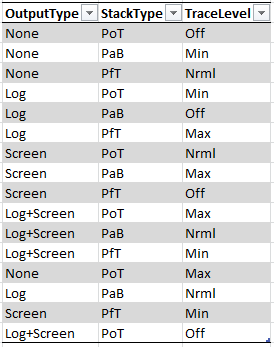 OutputType StackType TraceLevel
None PoT Off
None PaB Min
None PfT Nrml
Log PoT Min
Log PaB Off
Log PfT Max
Screen PoT Nrml
Screen PaB Max
Screen PfT Off
Log+Screen PoT Max
Log+Screen PaB Nrml
Log+Screen PfT Min
None PoT Max
Log PaB Nrml
Screen PfT Min
Log+Screen PoT Off